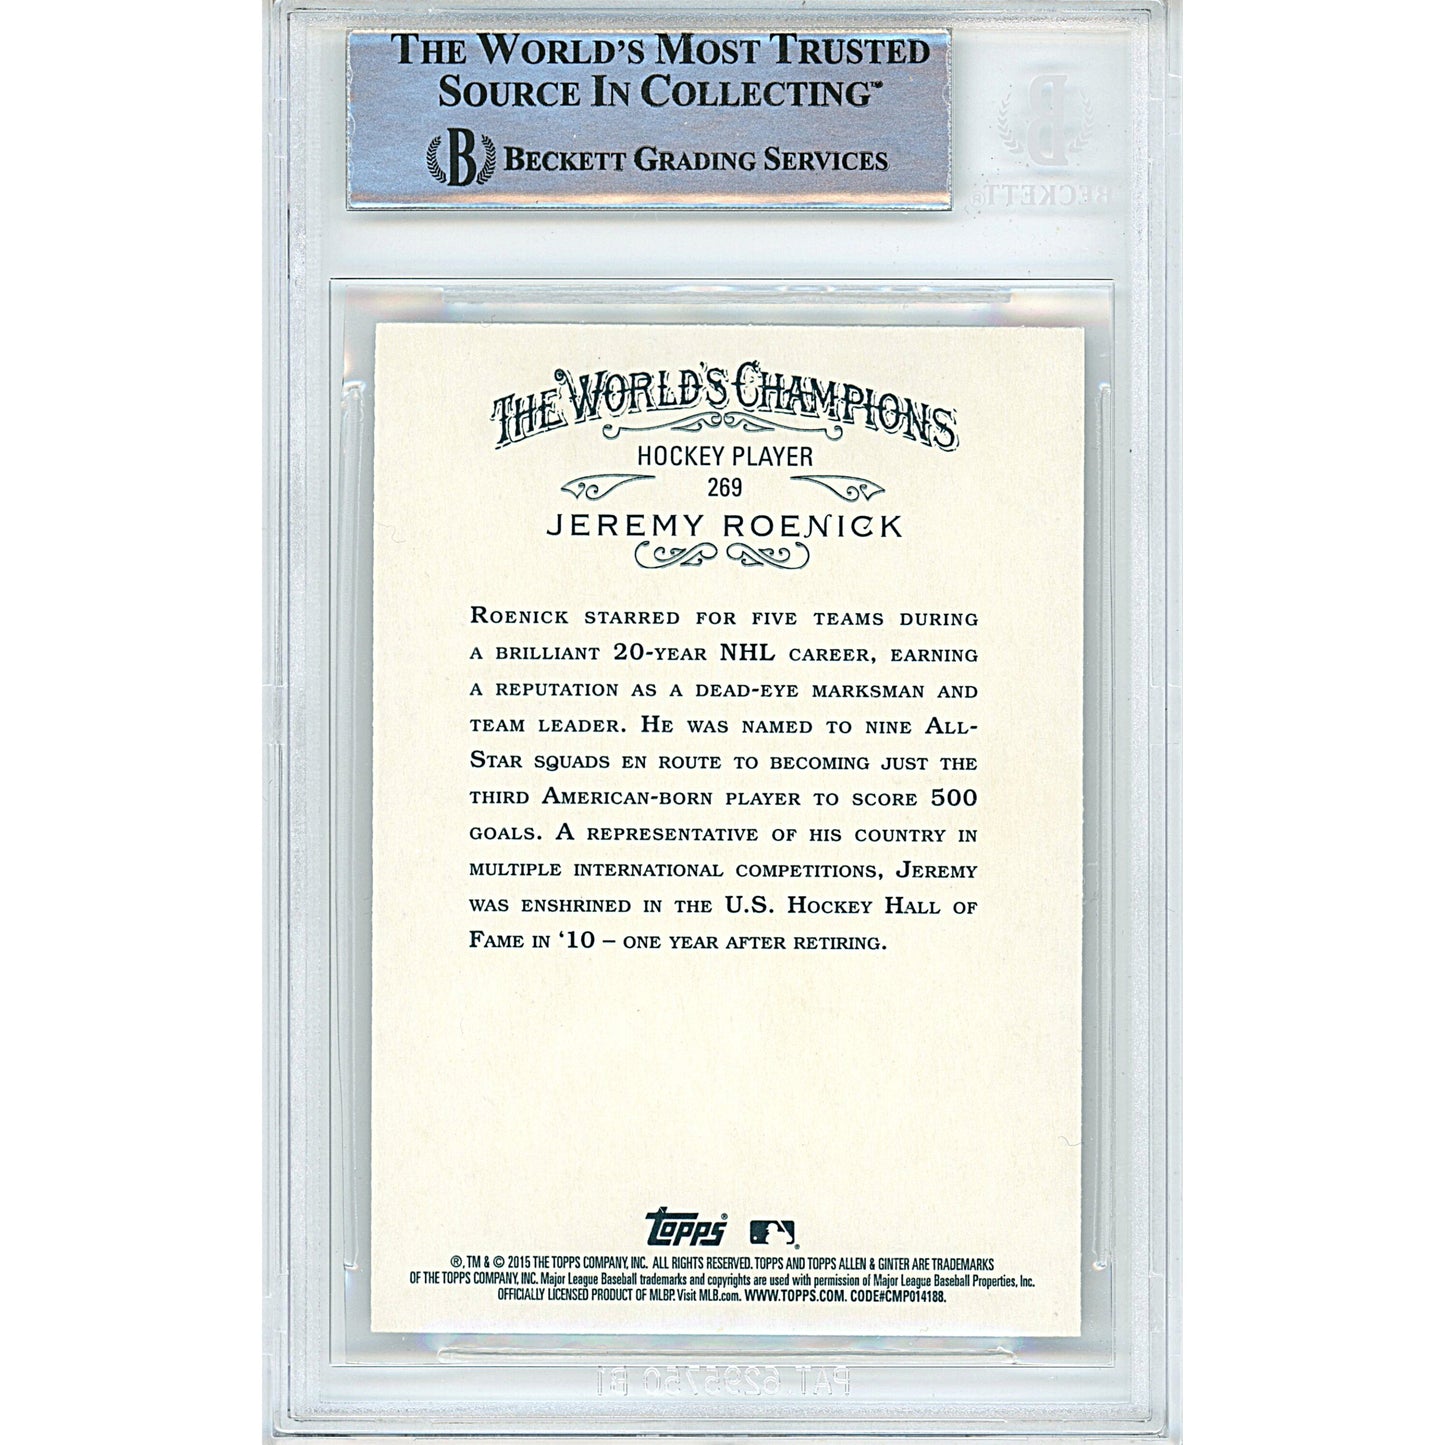 THE WORLD'S MOST TRUSTED
SOURCE IN COLLECTING™
B BECKETT GRADING SERVICES
B
BECKETT®
THE WORLD'S CHAMPIONS
HOCKEY PLAYER
269
JEREMY ROENICK
ROENICK STARRED FOR FIVE TEAMS DURING
A BRILLIANT 20-YEAR NHL CAREER, EARNING
A REPUTATION AS A DEAD-EYE MARKSMAN AND
TEAM LEADER. HE WAS NAMED TO NINE ALL-
STAR SQUADS EN ROUTE TO BECOMING JUST THE
THIRD AMERICAN-BORN PLAYER TO SCORE 500
GOALS. A REPRESENTATIVE OF HIS COUNTRY IN
MULTIPLE INTERNATIONAL COMPETITIONS, JEREMY
WAS ENSHRINED IN THE U.S. HOCKEY HALL OF
FAME IN ‘10 – ONE YEAR AFTER RETIRING.
Topps®
®, TM & © 2015 THE TOPPS COMPANY, INC. ALL RIGHTS RESERVED. TOPPS AND TOPPS ALLEN & GINTER ARE TRADEMARKS
OF THE TOPPS COMPANY, INC. Major League Baseball trademarks and copyrights are used with permission of Major League Baseball Properties, Inc.
OFFICIALLY LICENSED PRODUCT OF MLBP. Visit MLB.com. WWW.TOPPS.COM. CODE#CMP014188.
PAT. 6295750 B1